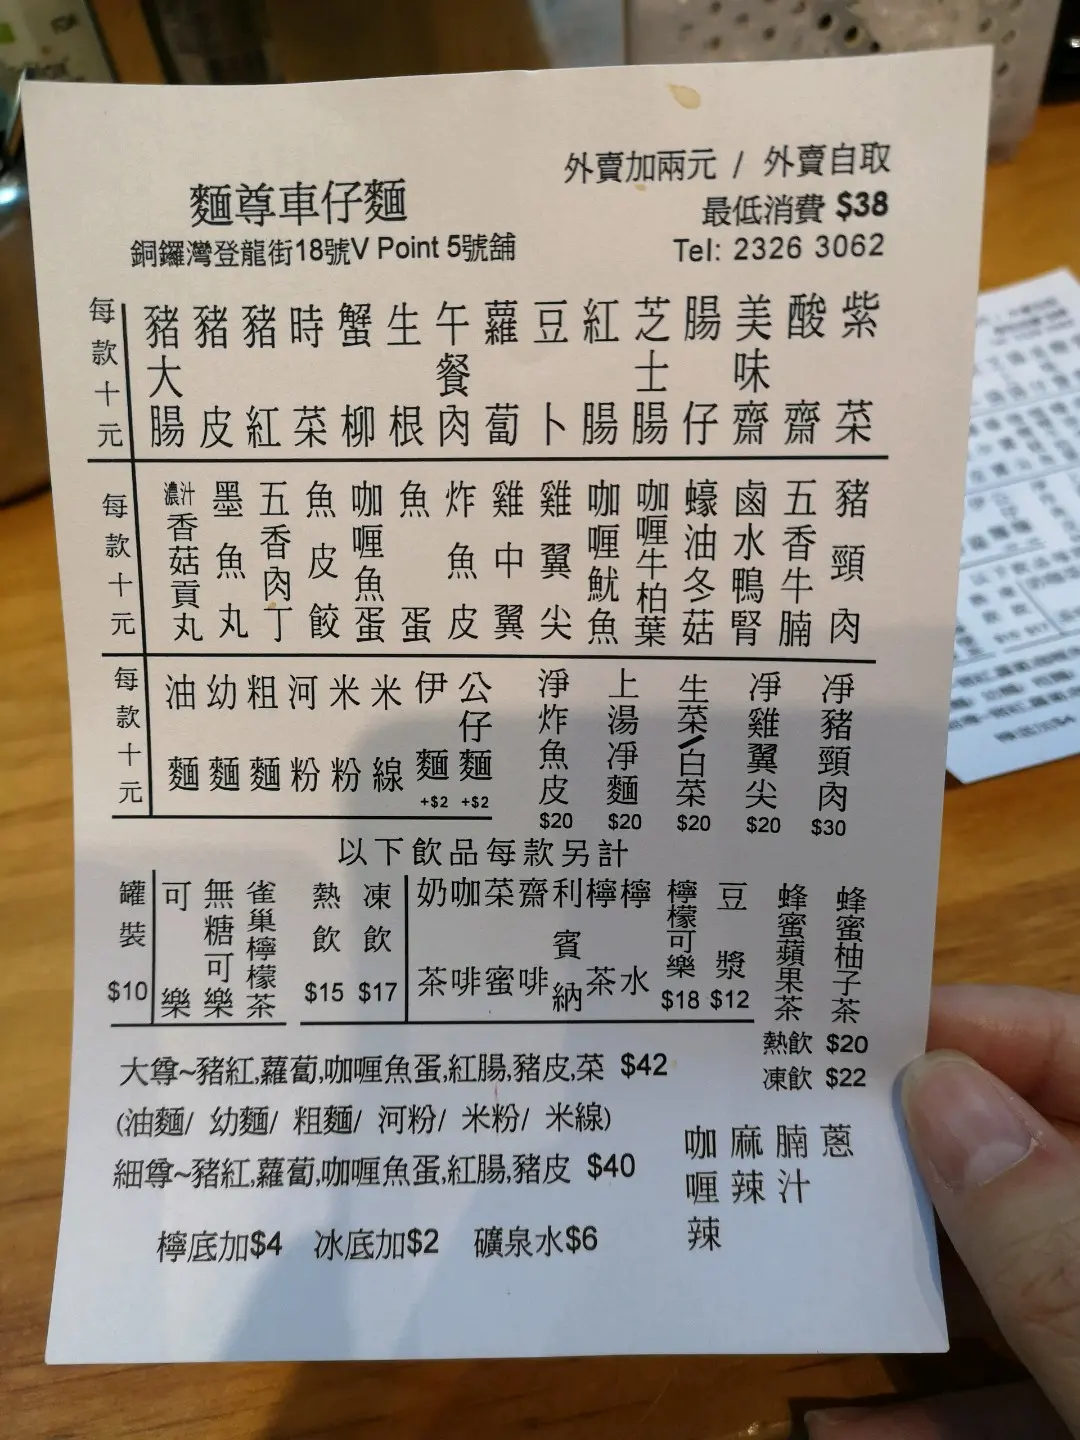 麵尊車仔麵
銅鑼灣登龍街18號V Point 5號舖
外賣加兩元 / 外賣自取
最低消費 $38
Tel: 2326 3062
每款十元
豬大腸
豬皮
豬紅
時菜
蟹柳
生根
午餐肉
蘿蔔
豆卜
紅腸
芝士腸
腸仔
美味齋
酸齋
紫菜
每款十元
濃汁香菇貢丸
墨魚丸
五香肉丁
魚皮餃
咖喱魚蛋
魚蛋
炸魚皮
雞中翼
雞翼尖
咖喱魷魚
咖喱牛柏葉
蠔油冬菇
鹵水鴨腎
五香牛腩
豬頸肉
每款十元
油麵
幼麵
粗麵
河粉
米粉
米線
伊麵 +$2
公仔麵 +$2
淨炸魚皮 $20
上湯淨麵 $20
生菜/白菜 $20
淨雞翼尖 $20
淨豬頸肉 $30
以下飲品每款另計
罐裝 $10
可樂
無糖可樂
雀巢檸檬茶
熱飲 $15
凍飲 $17
奶茶
咖啡
菜蜜
齋啡
利賓納
檸茶
檸水
檸檬可樂 $18
豆漿 $12
蜂蜜蘋果茶
蜂蜜柚子茶
熱飲 $20
凍飲 $22
大尊~豬紅,蘿蔔,咖喱魚蛋,紅腸,豬皮,菜 $42
(油麵/ 幼麵/ 粗麵/ 河粉/ 米粉/ 米線)
細尊~豬紅,蘿蔔,咖喱魚蛋,紅腸,豬皮 $40
咖喱辣
麻辣
腩汁
蔥
檸底加$4 冰底加$2 礦泉水$6